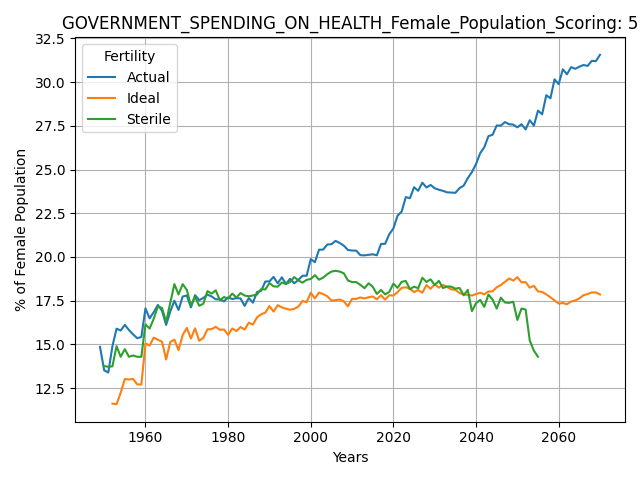 GOVERNMENT_SPENDING_ON_HEALTH_Female_Population_Scoring: 5
Fertility
Actual
Ideal
Sterile
% of Female Population
32.5
30.0
27.5
25.0
22.5
20.0
17.5
15.0
12.5
1960 1980 2000 2020 2040 2060
Years